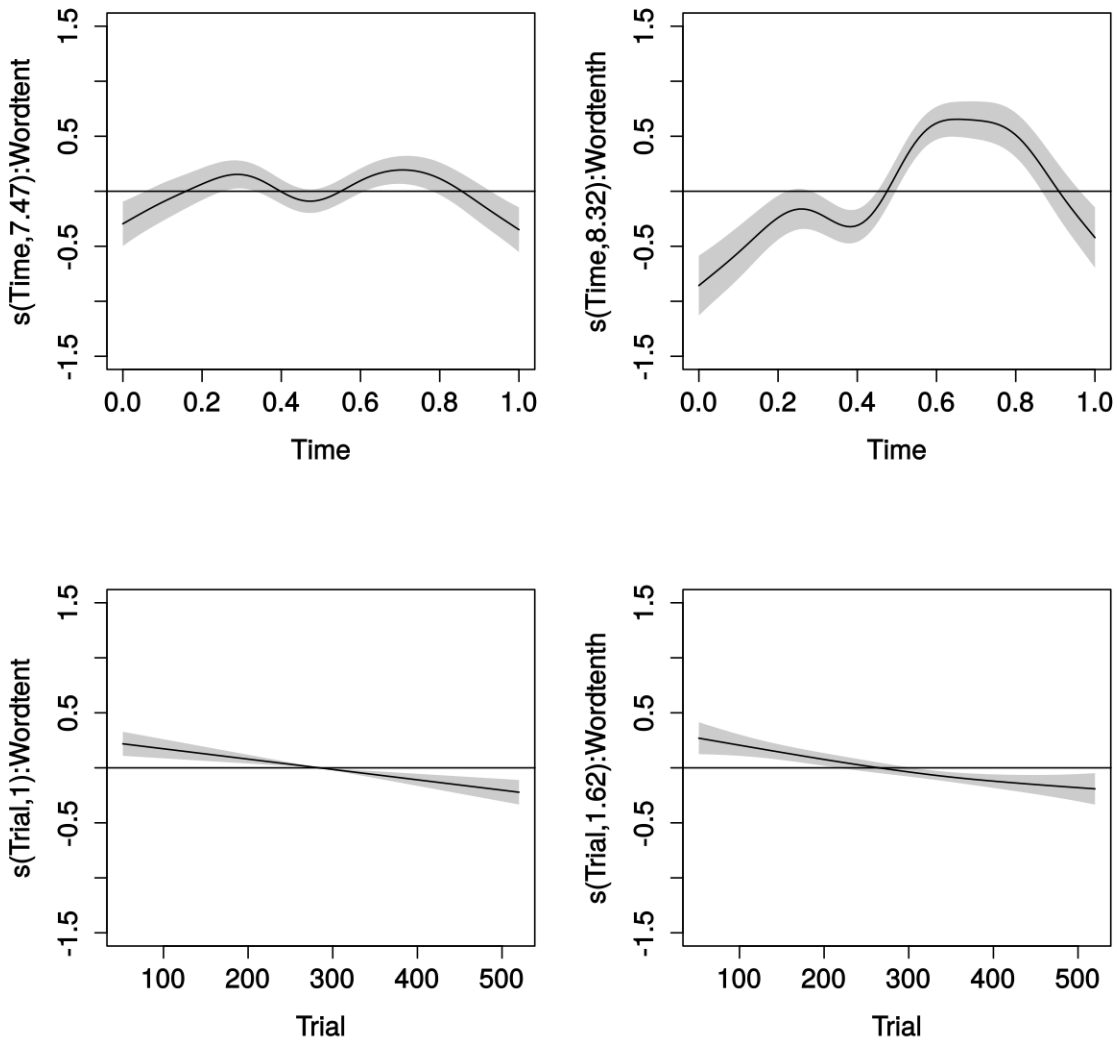 s(Time,7.47):Wordtent
1.5
0.5
-0.5
-1.5
0.0 0.2 0.4 0.6 0.8 1.0
Time
s(Time,8.32):Wordtenth
1.5
0.5
-0.5
-1.5
0.0 0.2 0.4 0.6 0.8 1.0
Time
s(Trial,1):Wordtent
1.5
0.5
-0.5
-1.5
100 200 300 400 500
Trial
s(Trial,1.62):Wordtenth
1.5
0.5
-0.5
-1.5
100 200 300 400 500
Trial